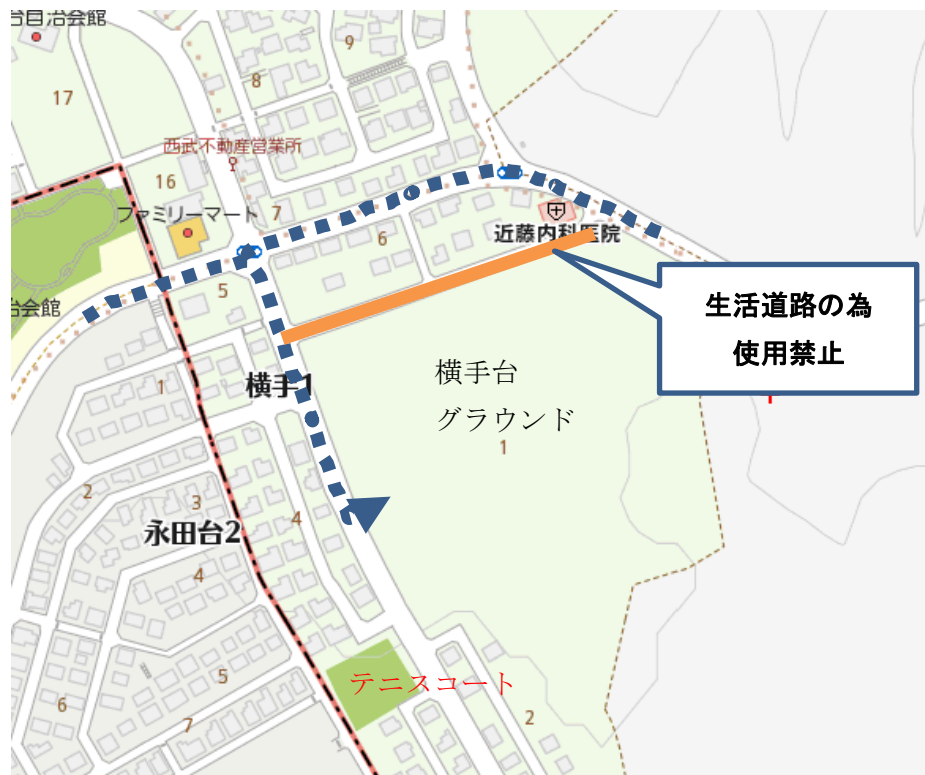 台自治会館
9
8
17
西武不動産営業所
16
7
ファミリーマート
6
近藤内科医院
5
治会館
生活道路の為
使用禁止
横手台
グラウンド
横手1
1
1
2
3
4
永田台2
4
5
テニスコート
6
7
2